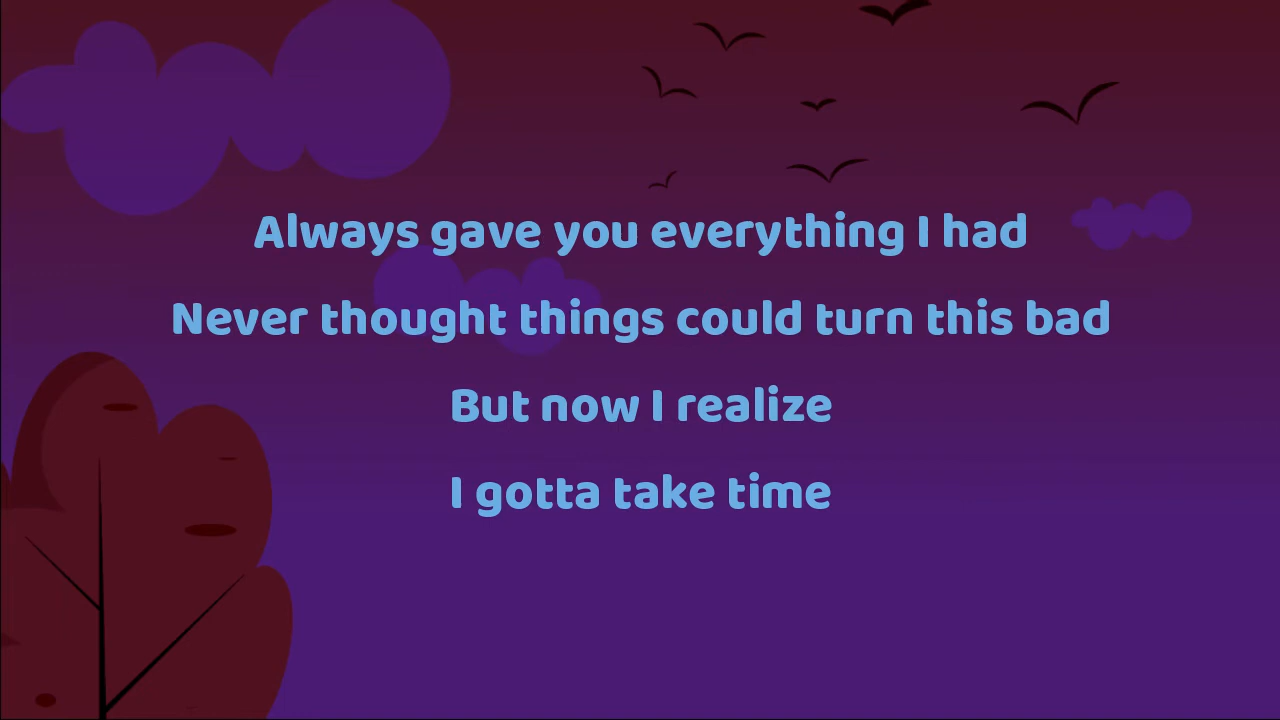 Always gave you everything I had
Never thought things could turn this bad
But now I realize
I gotta take time